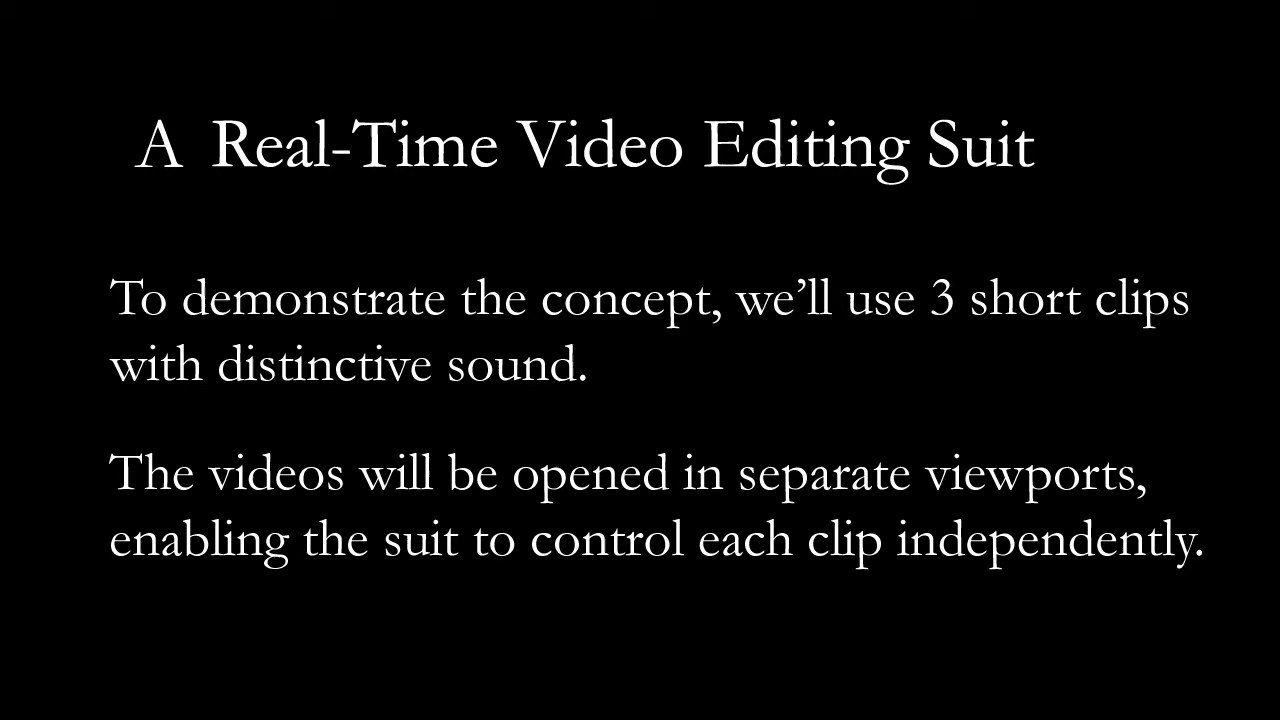 A Real-Time Video Editing Suit
To demonstrate the concept, we’ll use 3 short clips
with distinctive sound.
The videos will be opened in separate viewports,
enabling the suit to control each clip independently.